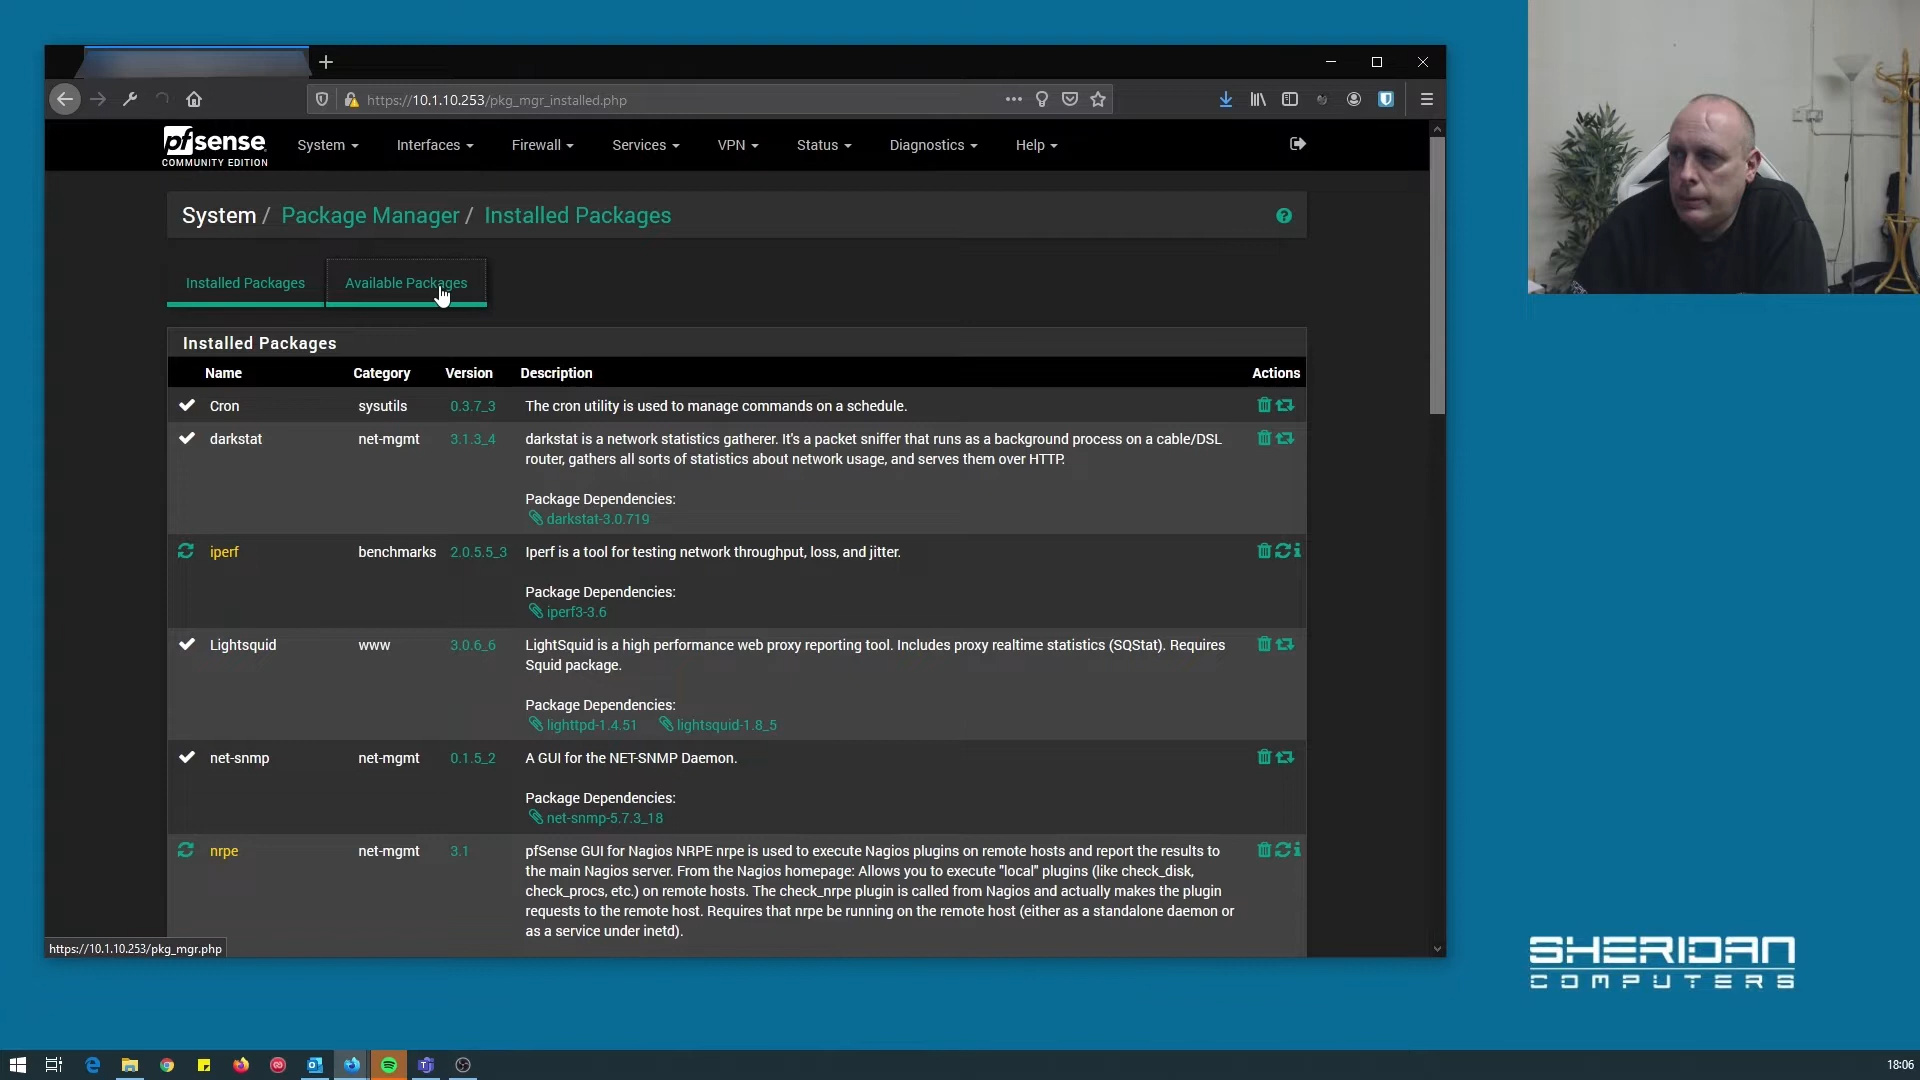 https://10.1.10.253/pkg_mgr_installed.php
pfsense
COMMUNITY EDITION
System
Interfaces
Firewall
Services
VPN
Status
Diagnostics
Help
System / Package Manager / Installed Packages
Installed Packages
Available Packages
Installed Packages
Name Category Version Description Actions
Cron sysutils 0.3.7_3 The cron utility is used to manage commands on a schedule.
darkstat net-mgmt 3.1.3_4 darkstat is a network statistics gatherer. It's a packet sniffer that runs as a background process on a cable/DSL
router, gathers all sorts of statistics about network usage, and serves them over HTTP.
Package Dependencies:
darkstat-3.0.719
iperf benchmarks 2.0.5.5_3 Iperf is a tool for testing network throughput, loss, and jitter.
Package Dependencies:
iperf3-3.6
Lightsquid www 3.0.6_6 LightSquid is a high performance web proxy reporting tool. Includes proxy realtime statistics (SQStat). Requires
Squid package.
Package Dependencies:
lighttpd-1.4.51 lightsquid-1.8_5
net-snmp net-mgmt 0.1.5_2 A GUI for the NET-SNMP Daemon.
Package Dependencies:
net-snmp-5.7.3_18
nrpe net-mgmt 3.1 pfSense GUI for Nagios NRPE nrpe is used to execute Nagios plugins on remote hosts and report the results to
the main Nagios server. From the Nagios homepage: Allows you to execute "local" plugins (like check_disk,
check_procs, etc.) on remote hosts. The check_nrpe plugin is called from Nagios and actually makes the plugin
requests to the remote host. Requires that nrpe be running on the remote host (either as a standalone daemon or
as a service under inetd).
https://10.1.10.253/pkg_mgr.php
SHERIDAN
COMPUTERS
18:06